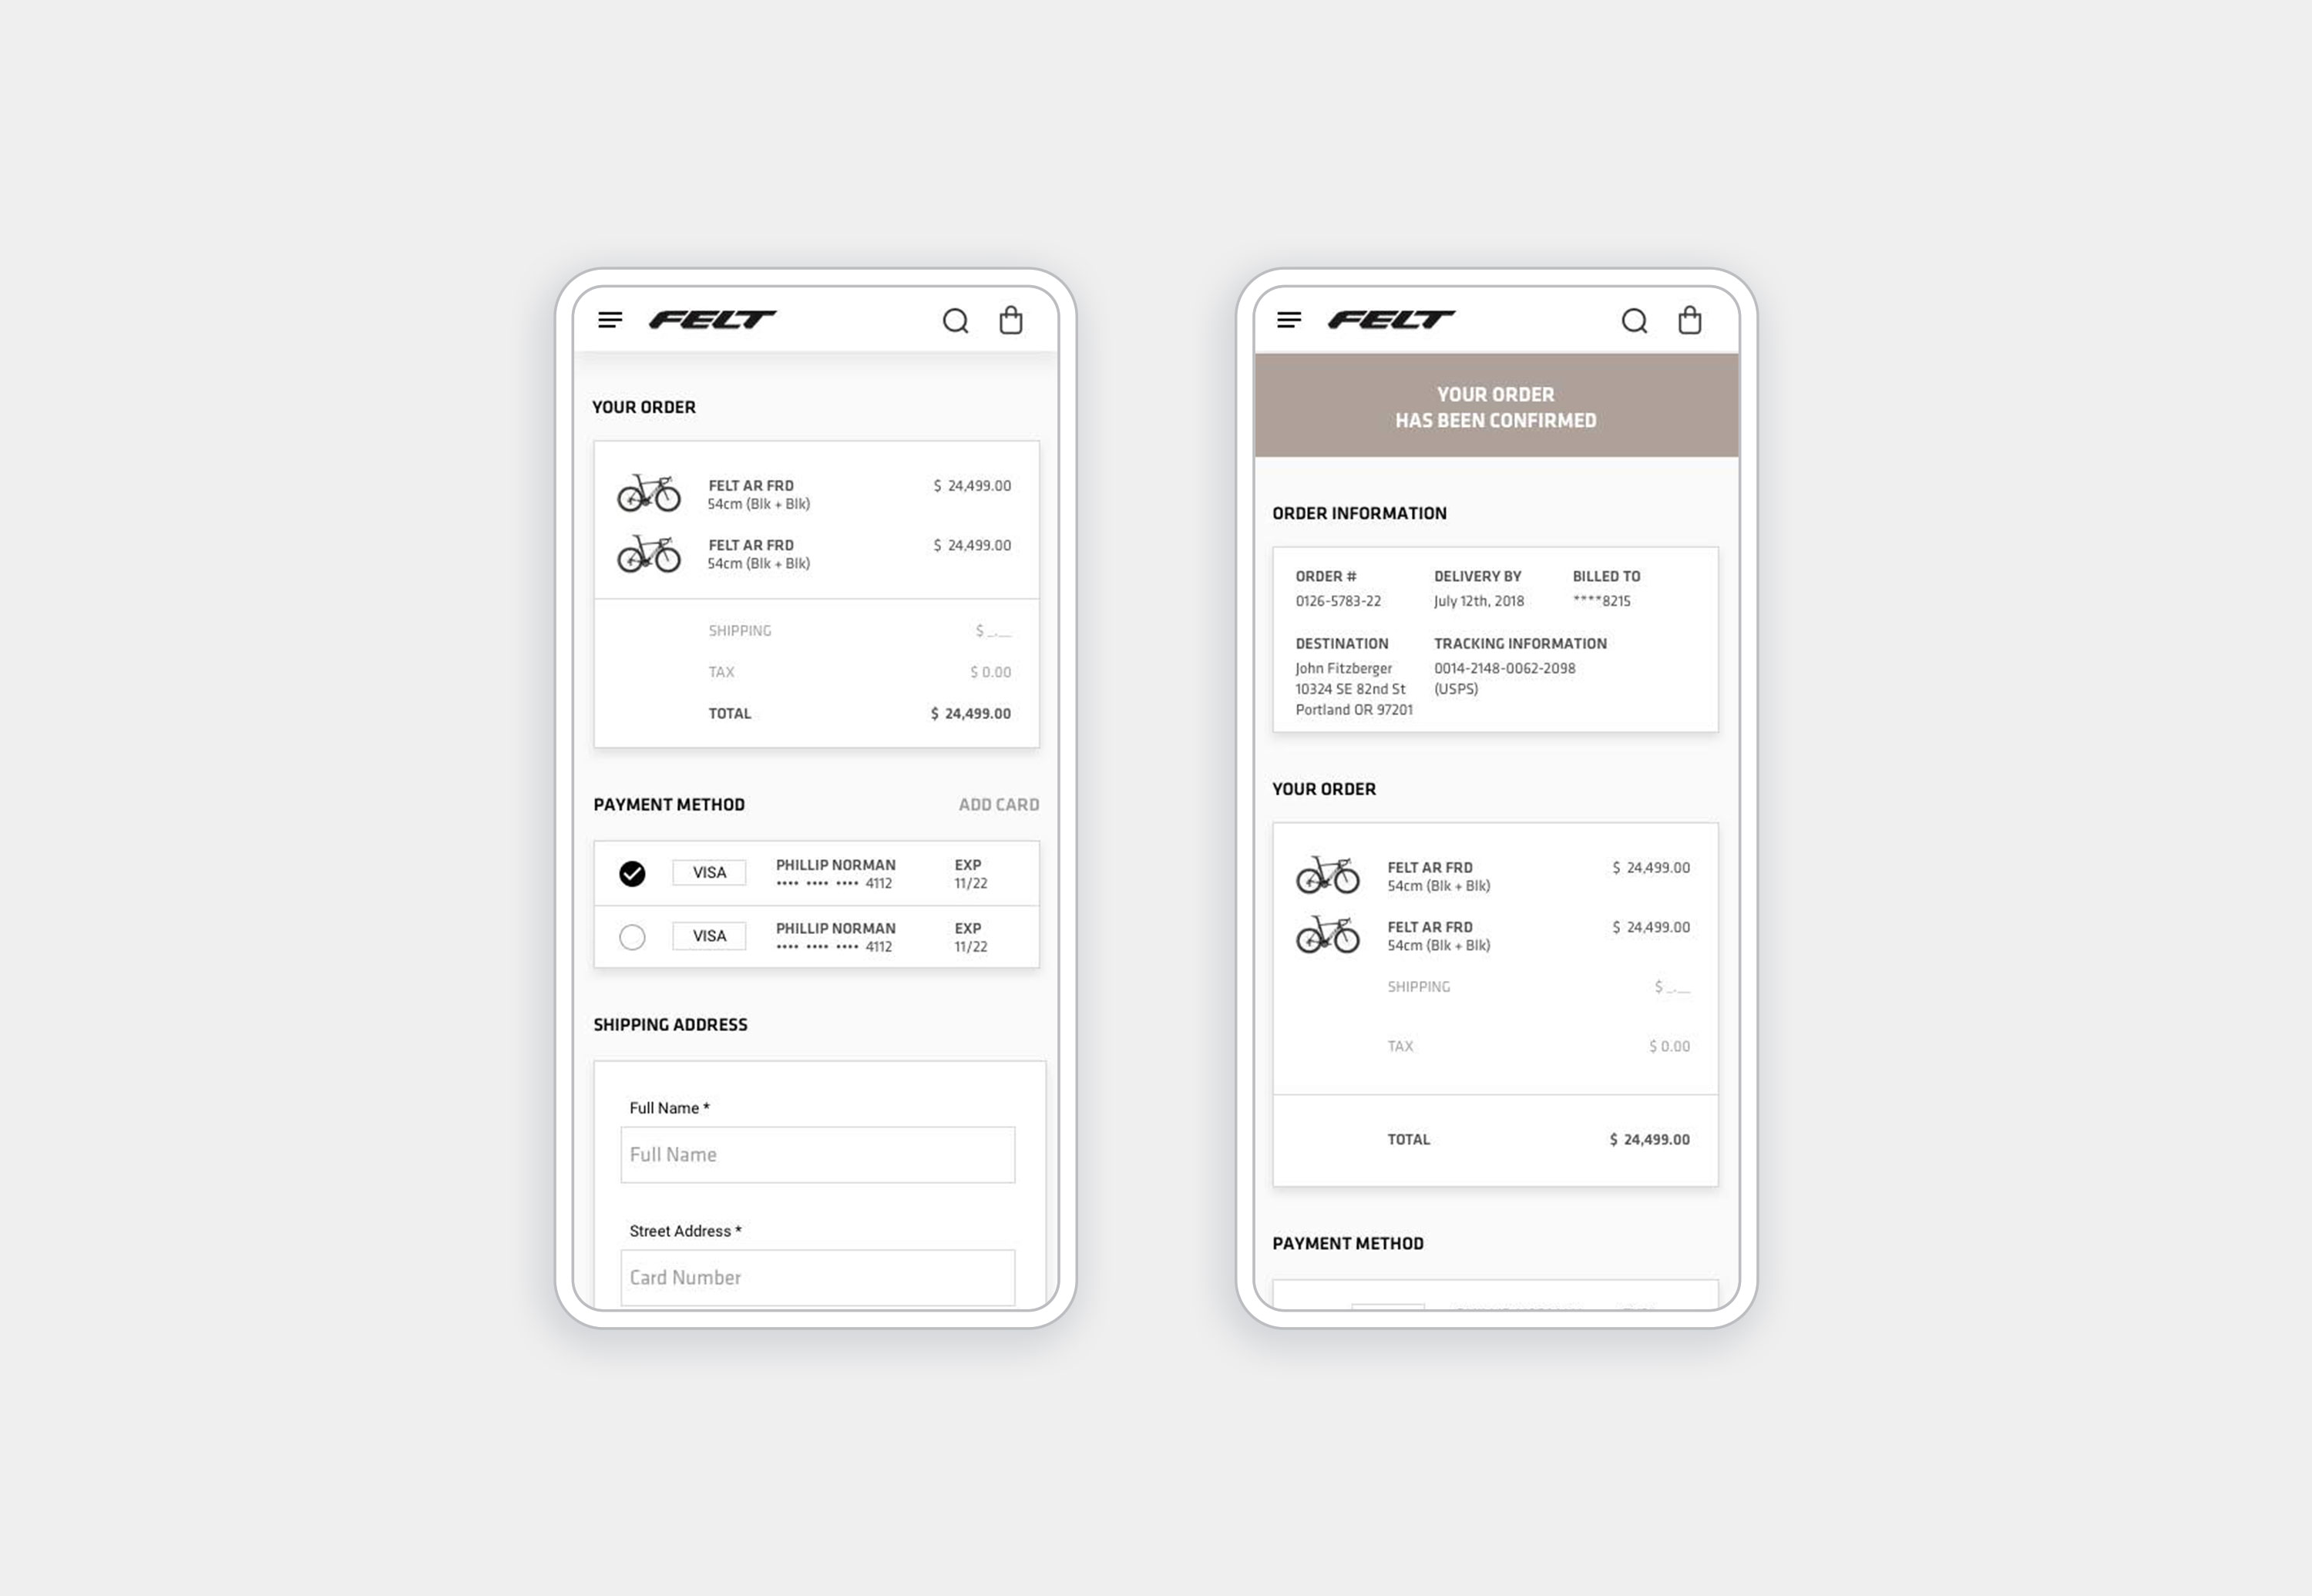 FELT
YOUR ORDER
FELT AR FRD $ 24,499.00
54cm (Blk + Blk)
FELT AR FRD $ 24,499.00
54cm (Blk + Blk)
SHIPPING $ _.__
TAX $ 0.00
TOTAL $ 24,499.00
PAYMENT METHOD ADD CARD
VISA PHILLIP NORMAN EXP
•••• •••• •••• 4112 11/22
VISA PHILLIP NORMAN EXP
•••• •••• •••• 4112 11/22
SHIPPING ADDRESS
Full Name *
Full Name
Street Address *
Card Number
FELT
YOUR ORDER
HAS BEEN CONFIRMED
ORDER INFORMATION
ORDER # DELIVERY BY BILLED TO
0126-5783-22 July 12th, 2018 ****8215
DESTINATION TRACKING INFORMATION
John Fitzberger 0014-2148-0062-2098
10324 SE 82nd St (USPS)
Portland OR 97201
YOUR ORDER
FELT AR FRD $ 24,499.00
54cm (Blk + Blk)
FELT AR FRD $ 24,499.00
54cm (Blk + Blk)
SHIPPING $ _.__
TAX $ 0.00
TOTAL $ 24,499.00
PAYMENT METHOD